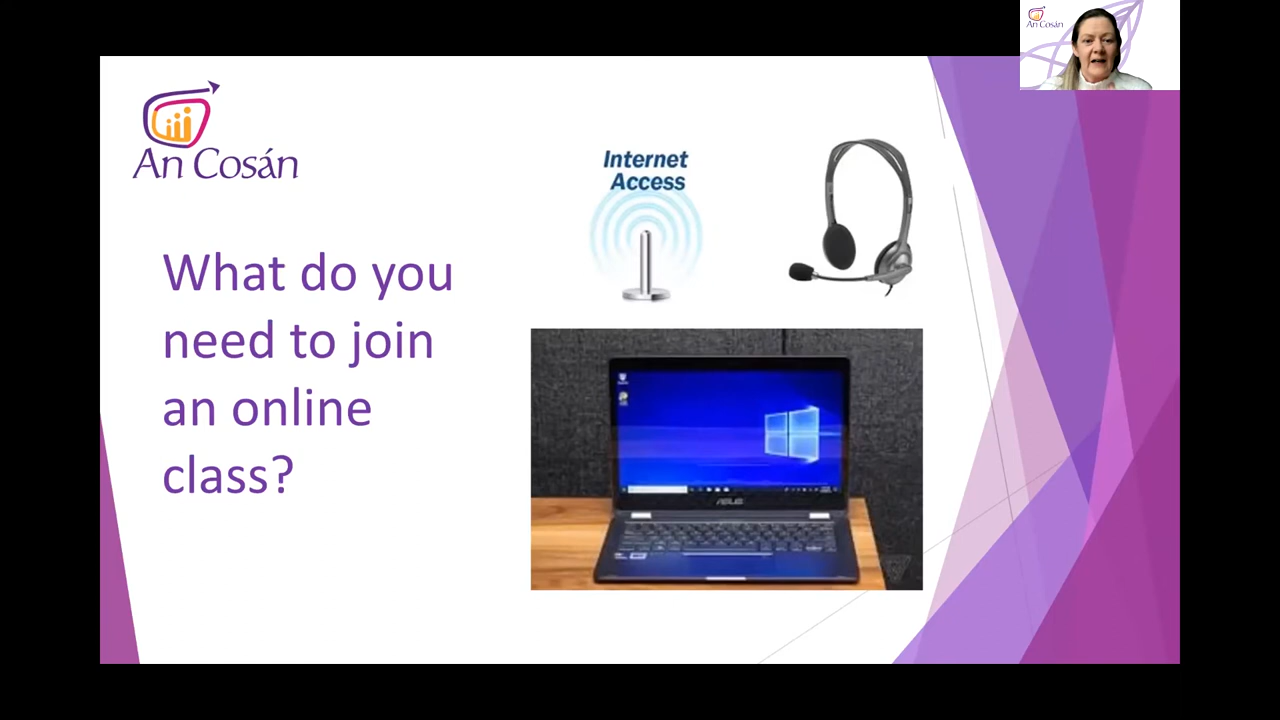 An Cosán
An Cosán
What do you
need to join
an online
class?
Internet
Access
ASUS